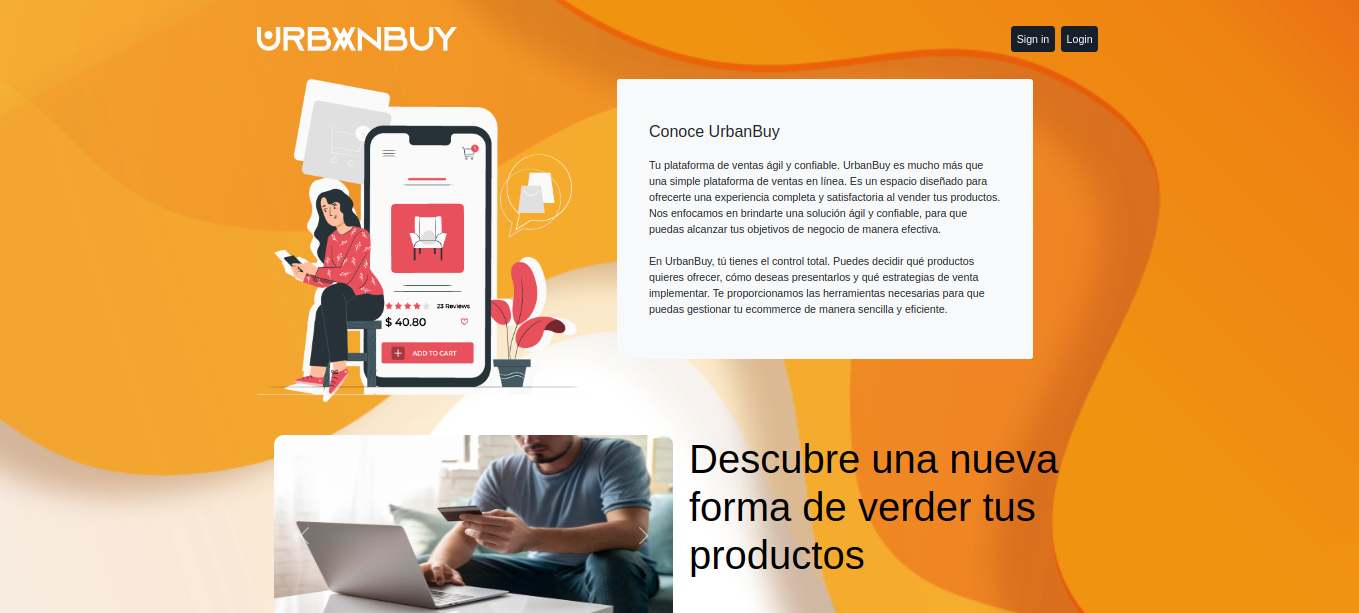 URBANBUY
Sign in
Login
Conoce UrbanBuy
Tu plataforma de ventas ágil y confiable. UrbanBuy es mucho más que
una simple plataforma de ventas en línea. Es un espacio diseñado para
ofrecerte una experiencia completa y satisfactoria al vender tus productos.
Nos enfocamos en brindarte una solución ágil y confiable, para que
puedas alcanzar tus objetivos de negocio de manera efectiva.
En UrbanBuy, tú tienes el control total. Puedes decidir qué productos
quieres ofrecer, cómo deseas presentarlos y qué estrategias de venta
implementar. Te proporcionamos las herramientas necesarias para que
puedas gestionar tu ecommerce de manera sencilla y eficiente.
23 Reviews
$ 40.80
ADD TO CART
Descubre una nueva
forma de verder tus
productos